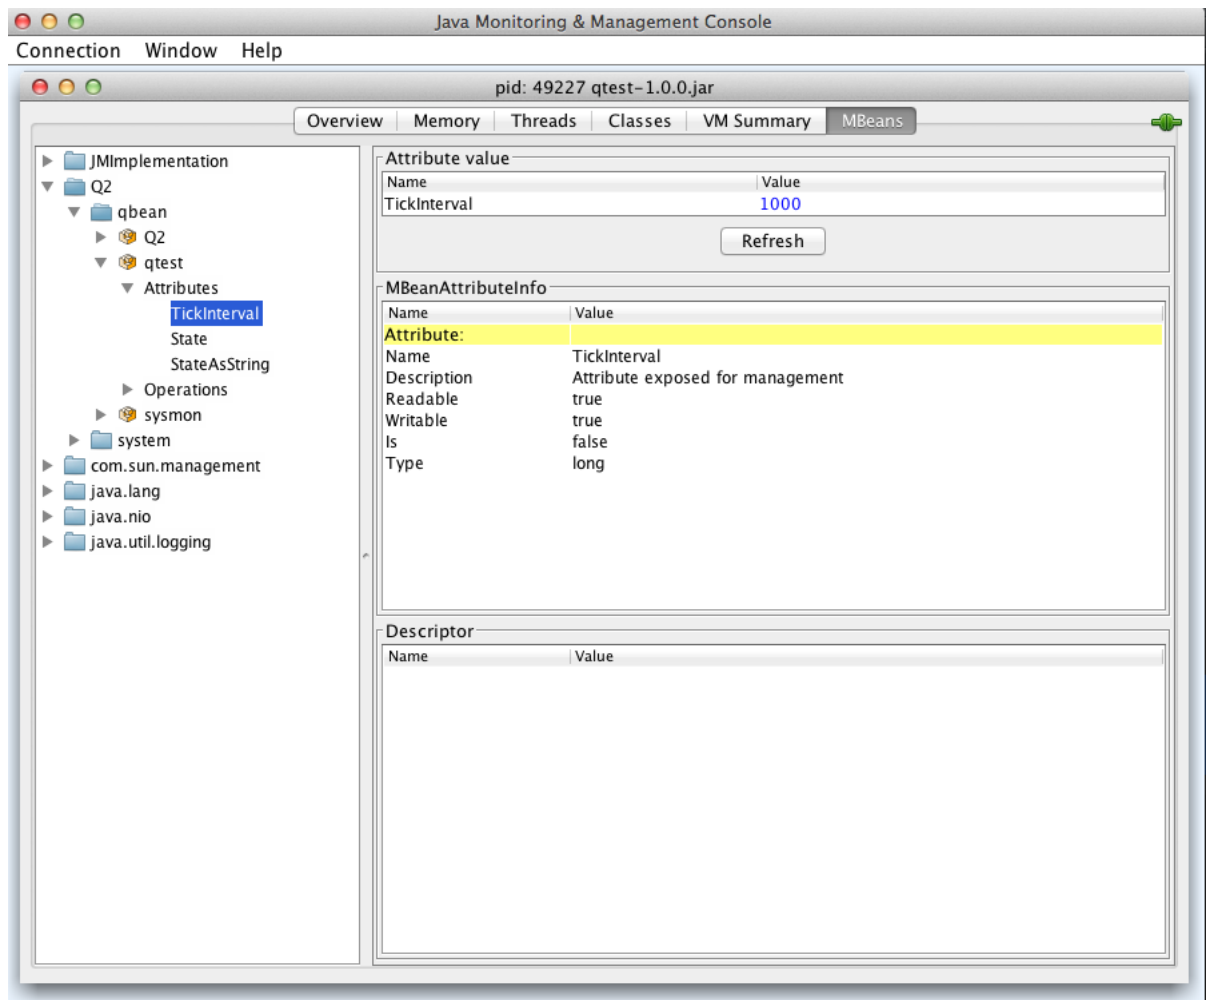 Java Monitoring & Management Console
Connection Window Help
pid: 49227 qtest-1.0.0.jar
Overview Memory Threads Classes VM Summary MBeans
JMImplementation
Q2
qbean
Q2
qtest
Attributes
TickInterval
State
StateAsString
Operations
sysmon
system
com.sun.management
java.lang
java.nio
java.util.logging
Attribute value
Name Value
TickInterval 1000
Refresh
MBeanAttributeInfo
Name Value
Attribute:
Name TickInterval
Description Attribute exposed for management
Readable true
Writable true
Is false
Type long
Descriptor
Name Value